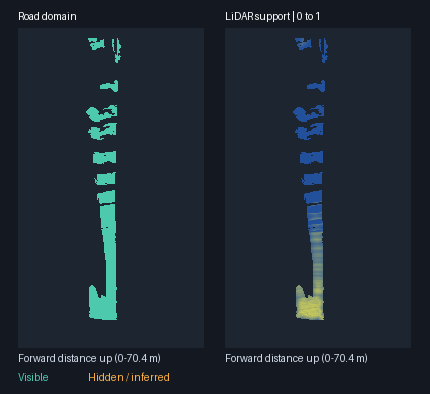 Road domain
LiDAR support | 0 to 1
Forward distance up (0-70.4 m)
Forward distance up (0-70.4 m)
Visible
Hidden / inferred